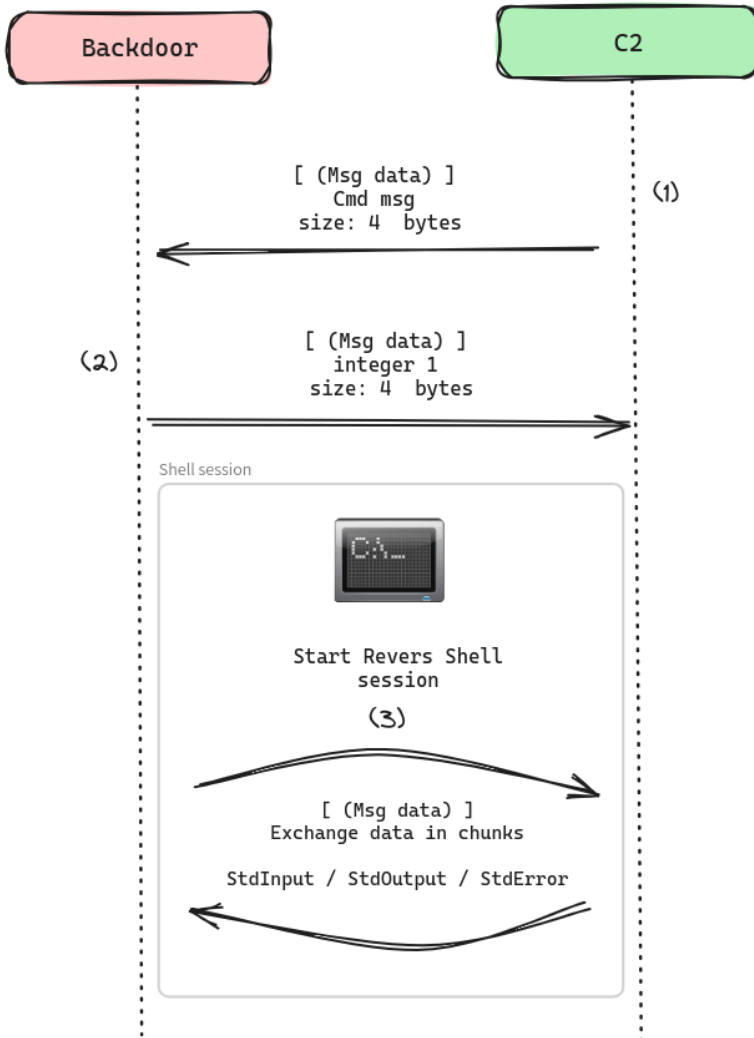 Backdoor
C2
[ (Msg data) ]
Cmd msg
size: 4 bytes
(1)
[ (Msg data) ]
integer 1
size: 4 bytes
(2)
Shell session
C:\_
Start Revers Shell
session
(3)
[ (Msg data) ]
Exchange data in chunks
StdInput / StdOutput / StdError